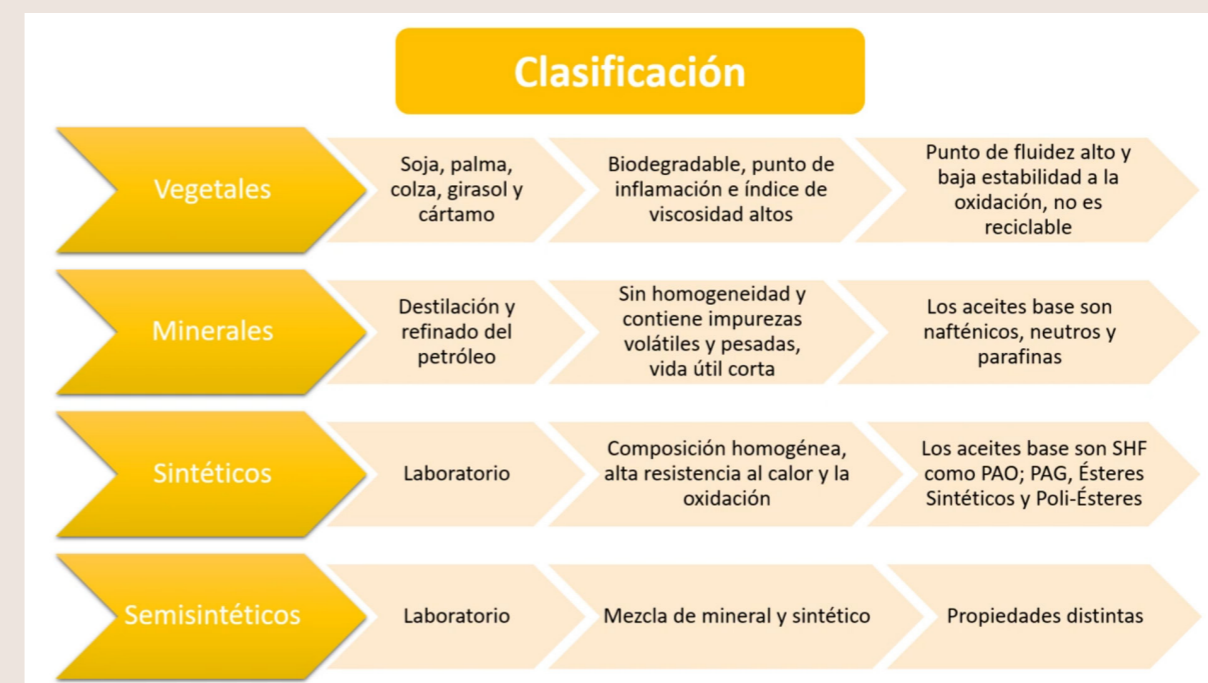 Clasificación
Vegetales
Soja, palma,
colza, girasol y
cártamo
Biodegradable, punto de
inflamación e índice de
viscosidad altos
Punto de fluidez alto y
baja estabilidad a la
oxidación, no es
reciclable
Minerales
Destilación y
refinado del
petróleo
Sin homogeneidad y
contiene impurezas
volátiles y pesadas,
vida útil corta
Los aceites base son
nafténicos, neutros y
parafinas
Sintéticos
Laboratorio
Composición homogénea,
alta resistencia al calor y la
oxidación
Los aceites base son SHF
como PAO; PAG, Ésteres
Sintéticos y Poli-Ésteres
Semisintéticos
Laboratorio
Mezcla de mineral y sintético
Propiedades distintas